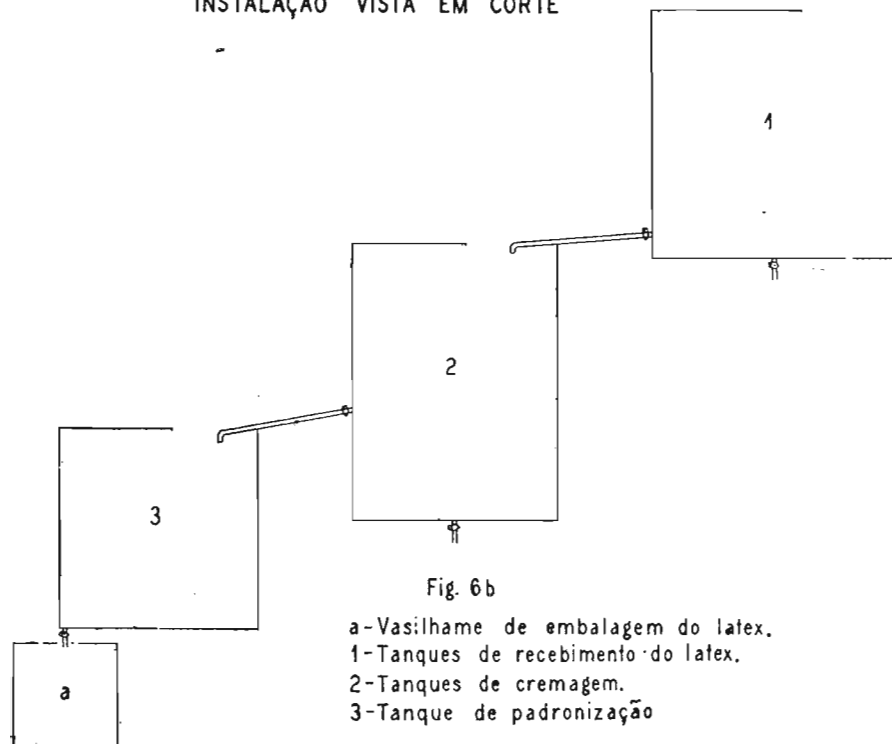 INSTALAÇÃO VISTA EM CORTE
1
2
3
a
Fig. 6b
a-Vasilhame de embalagem do latex.
1-Tanques de recebimento do latex.
2-Tanques de cremagem.
3-Tanque de padronização